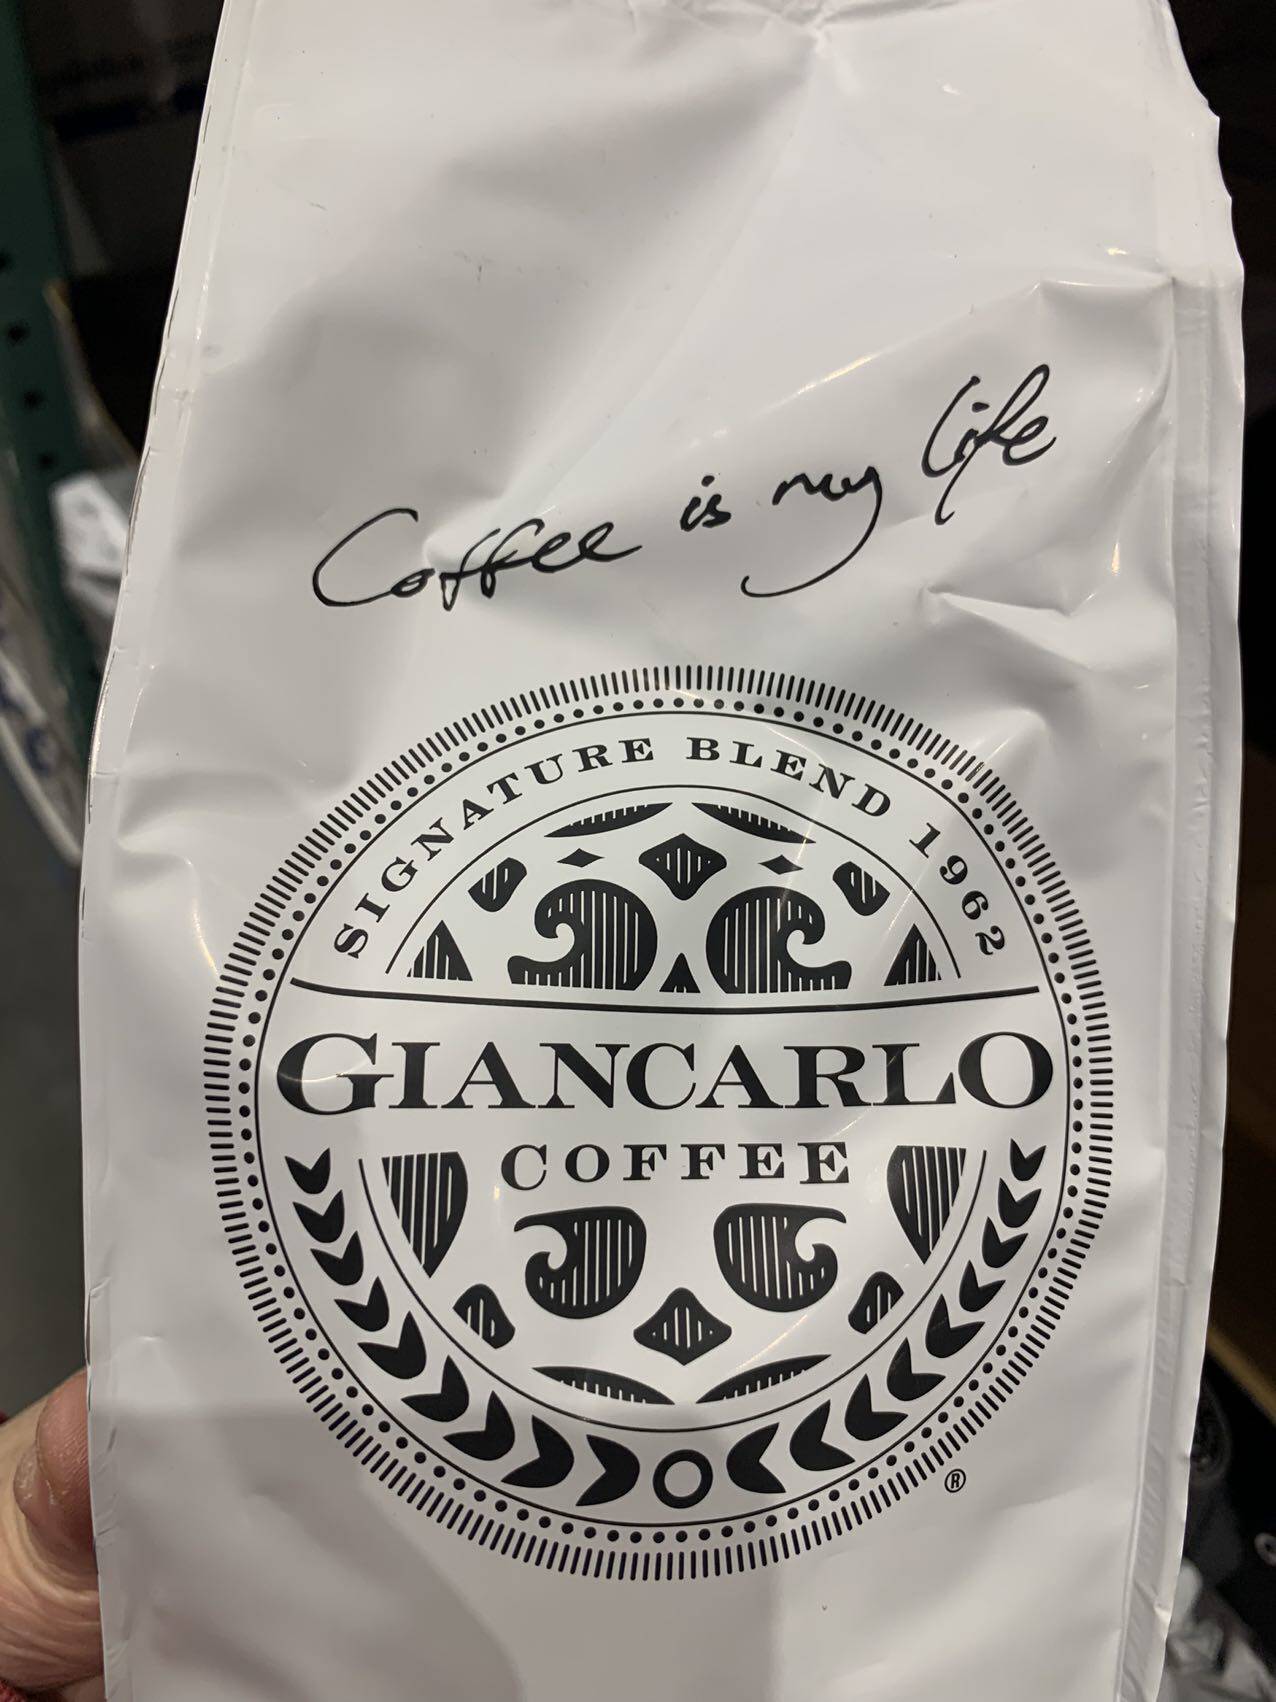 Coffee is my life
SIGNATURE BLEND 1962
GIANCARLO
COFFEE
®